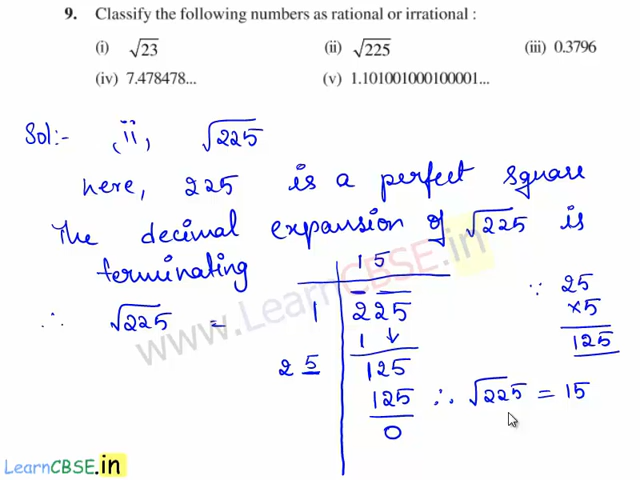 9. Classify the following numbers as rational or irrational :
(i) √23 (ii) √225 (iii) 0.3796
(iv) 7.478478... (v) 1.101001000100001...
Sol:- (ii) √225
here, 225 is a perfect square
The decimal expansion of √225 is
terminating
15
∴ √225 = 1 225 ∵ 25
×5
1 ↓ 125
25 125
125 ∴ √225 = 15
0
www.LearnCBSE.in
LearnCBSE.in